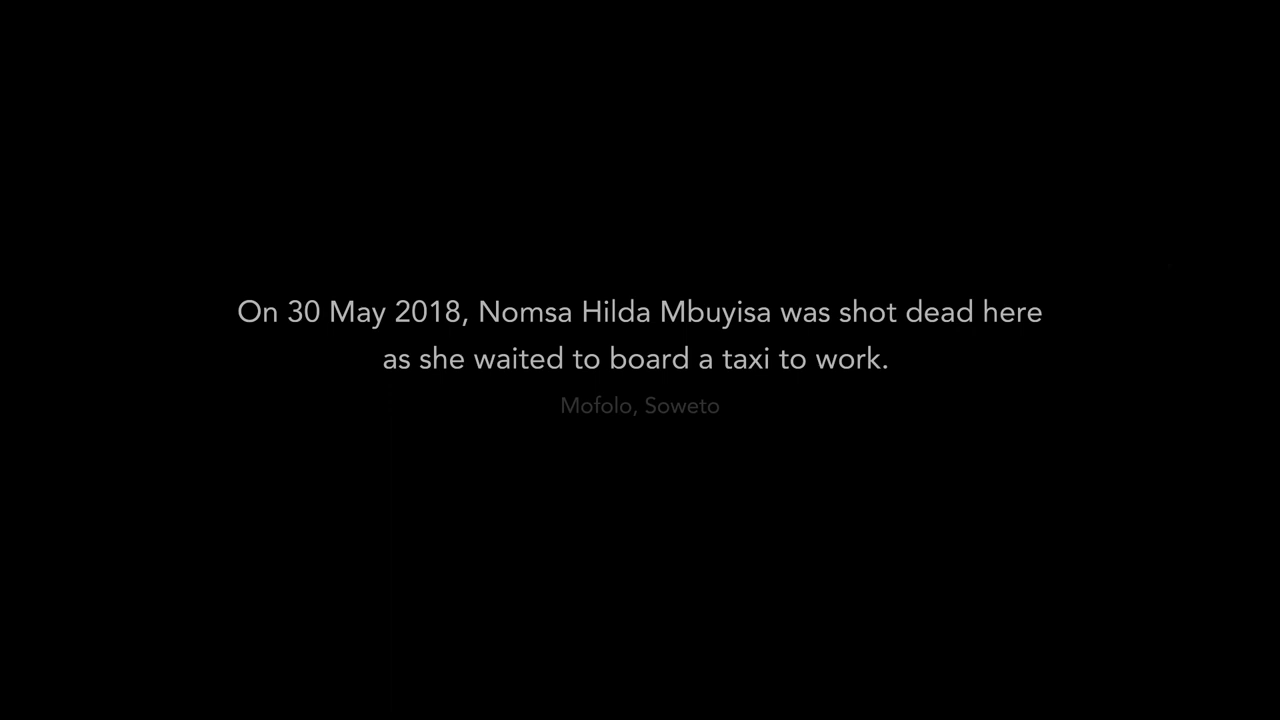 On 30 May 2018, Nomsa Hilda Mbuyisa was shot dead here
as she waited to board a taxi to work.
Mofolo, Soweto